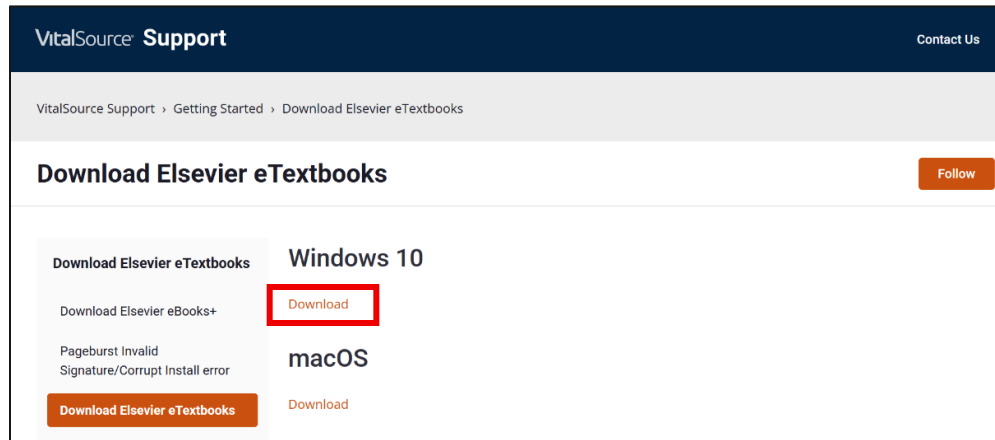 VitalSource Support
Contact Us
VitalSource Support › Getting Started › Download Elsevier eTextbooks
Download Elsevier eTextbooks
Follow
Download Elsevier eTextbooks
Download Elsevier eBooks+
Pageburst Invalid
Signature/Corrupt Install error
Download Elsevier eTextbooks
Windows 10
Download
macOS
Download